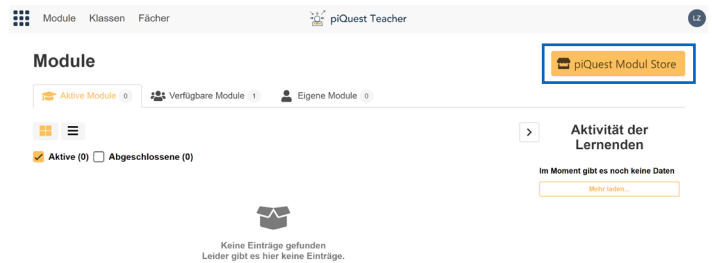 Module Klassen Fächer piQuest Teacher LZ
Module
piQuest Modul Store
Aktive Module 0 Verfügbare Module 1 Eigene Module 0
Aktive (0) Abgeschlossene (0)
Keine Einträge gefunden
Leider gibt es hier keine Einträge.
Aktivität der
Lernenden
Im Moment gibt es noch keine Daten
Mehr laden...